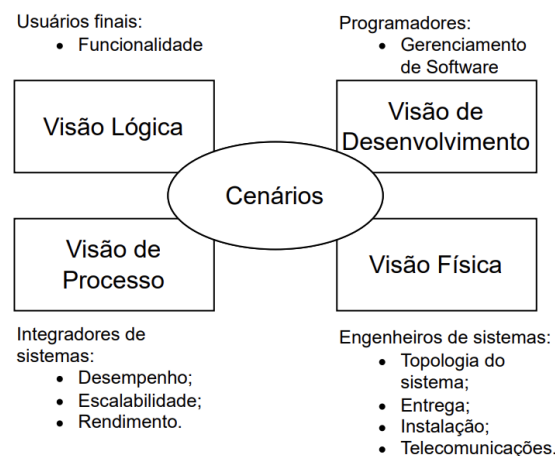 Usuários finais:
• Funcionalidade
Programadores:
• Gerenciamento
de Software
Visão Lógica
Visão de
Desenvolvimento
Cenários
Visão de
Processo
Visão Física
Integradores de
sistemas:
• Desempenho;
• Escalabilidade;
• Rendimento.
Engenheiros de sistemas:
• Topologia do
sistema;
• Entrega;
• Instalação;
• Telecomunicações.